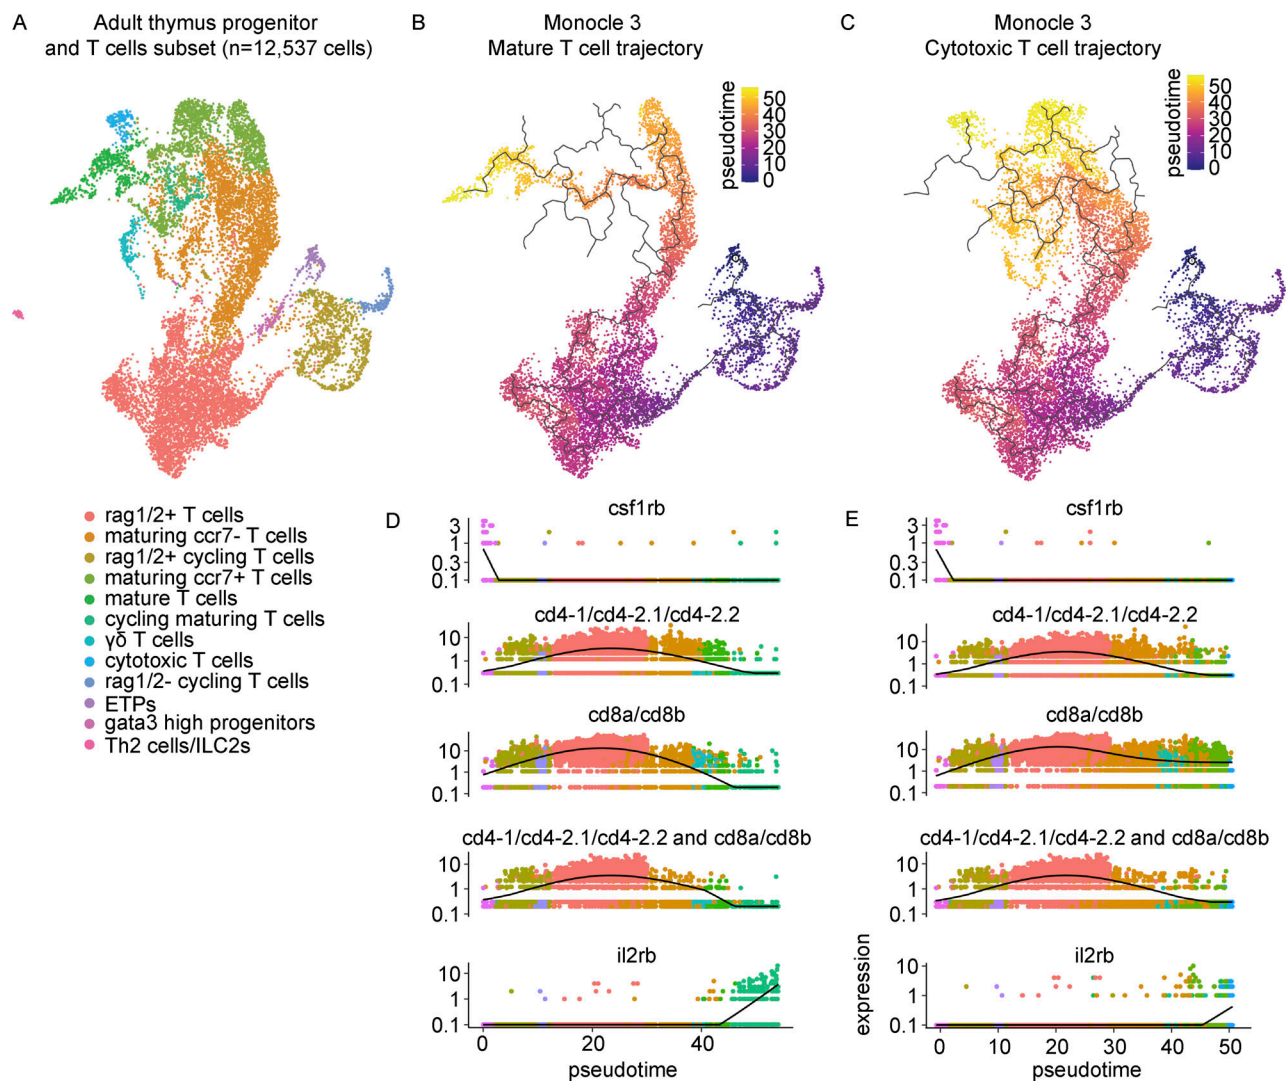 A
Adult thymus progenitor
and T cells subset (n=12,537 cells)
B
Monocle 3
Mature T cell trajectory
pseudotime
50
40
30
20
10
0
C
Monocle 3
Cytotoxic T cell trajectory
pseudotime
50
40
30
20
10
0
rag1/2+ T cells
maturing ccr7- T cells
rag1/2+ cycling T cells
maturing ccr7+ T cells
mature T cells
cycling maturing T cells
γδ T cells
cytotoxic T cells
rag1/2- cycling T cells
ETPs
gata3 high progenitors
Th2 cells/ILC2s
D
csf1rb
3
1
0.3
0.1
cd4-1/cd4-2.1/cd4-2.2
10
1
0.1
cd8a/cd8b
10
1
0.1
cd4-1/cd4-2.1/cd4-2.2 and cd8a/cd8b
10
1
0.1
il2rb
10
1
0.1
0 20 40
pseudotime
E
csf1rb
3
1
0.3
0.1
cd4-1/cd4-2.1/cd4-2.2
10
1
0.1
cd8a/cd8b
10
1
0.1
cd4-1/cd4-2.1/cd4-2.2 and cd8a/cd8b
10
1
0.1
expression
il2rb
10
1
0.1
0 10 20 30 40 50
pseudotime